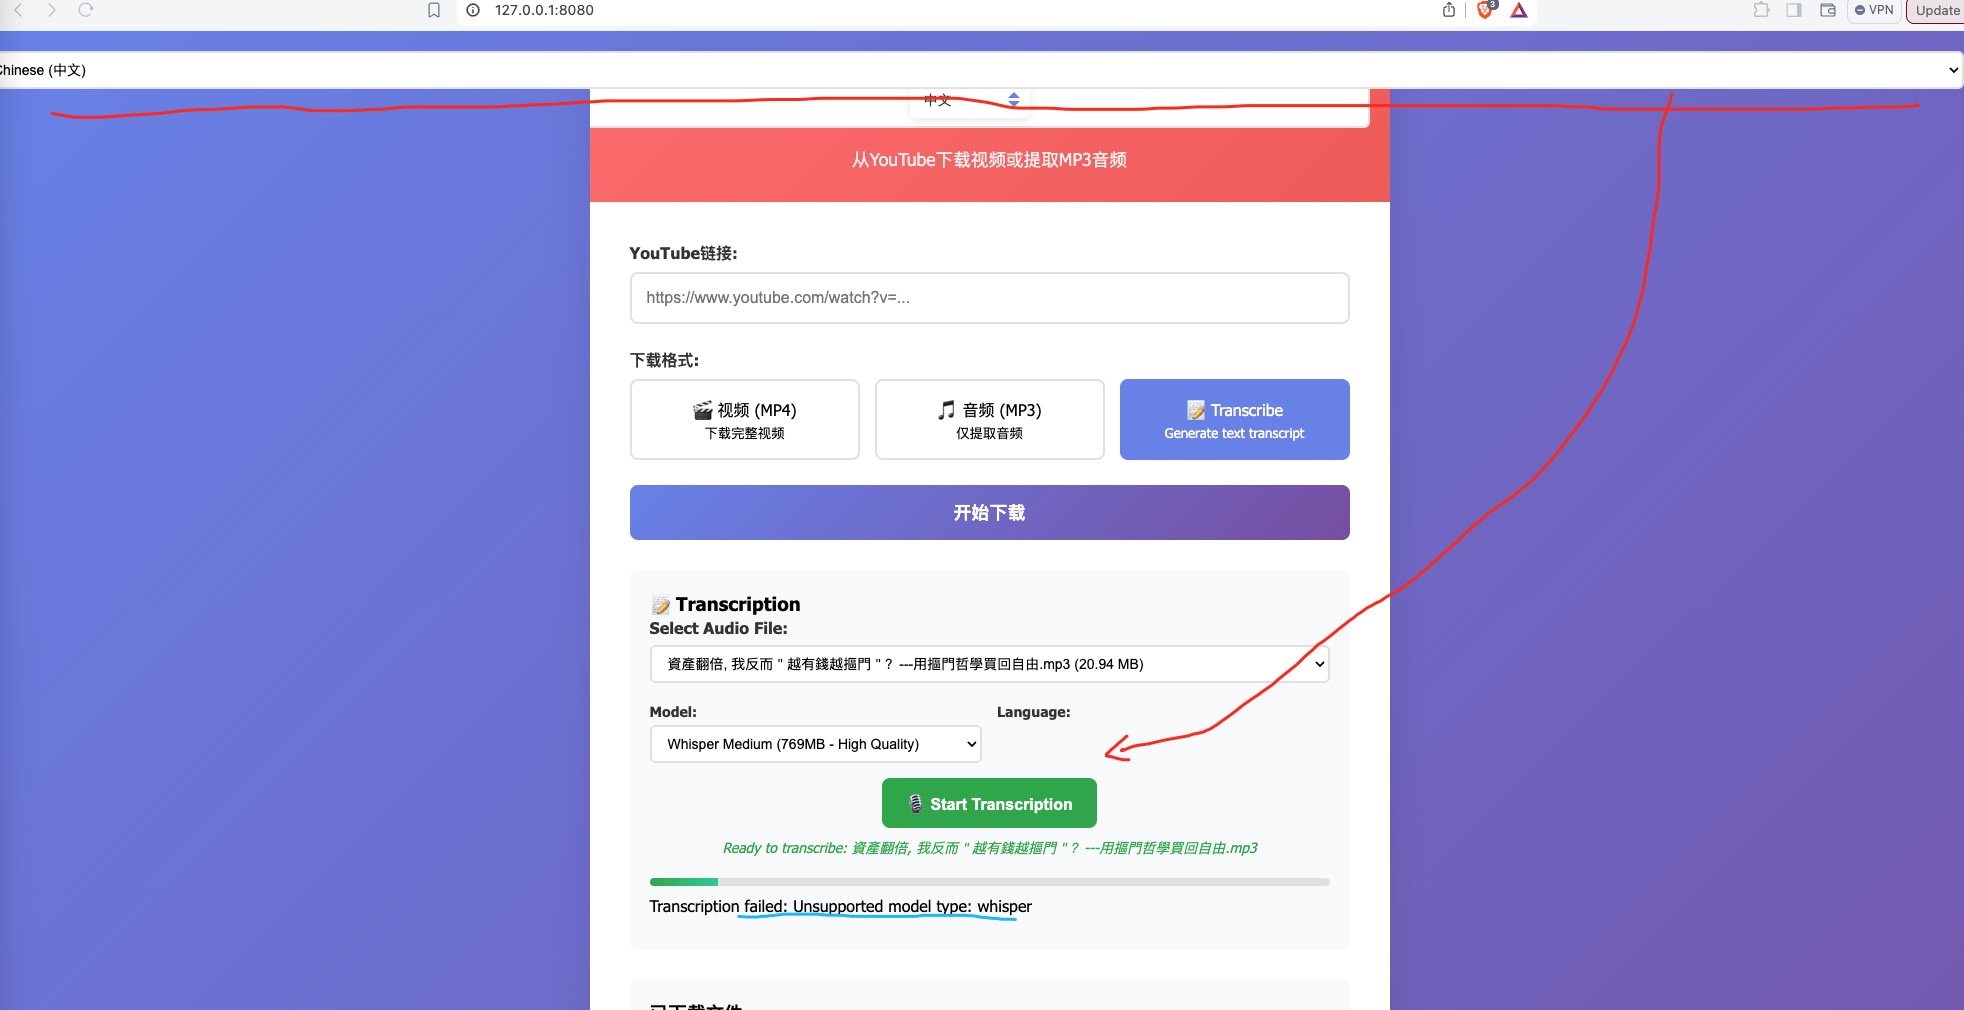 127.0.0.1:8080
3
VPN
Update
Chinese (中文)
中文
从YouTube下载视频或提取MP3音频
YouTube链接:
https://www.youtube.com/watch?v=...
下载格式:
视频 (MP4)
下载完整视频
音频 (MP3)
仅提取音频
Transcribe
Generate text transcript
开始下载
Transcription
Select Audio File:
資產翻倍, 我反而 " 越有錢越摳門 " ? ---用摳門哲學買回自由.mp3 (20.94 MB)
Model:
Language:
Whisper Medium (769MB - High Quality)
Start Transcription
Ready to transcribe: 資產翻倍, 我反而 " 越有錢越摳門 " ? ---用摳門哲學買回自由.mp3
Transcription failed: Unsupported model type: whisper
已下载文件